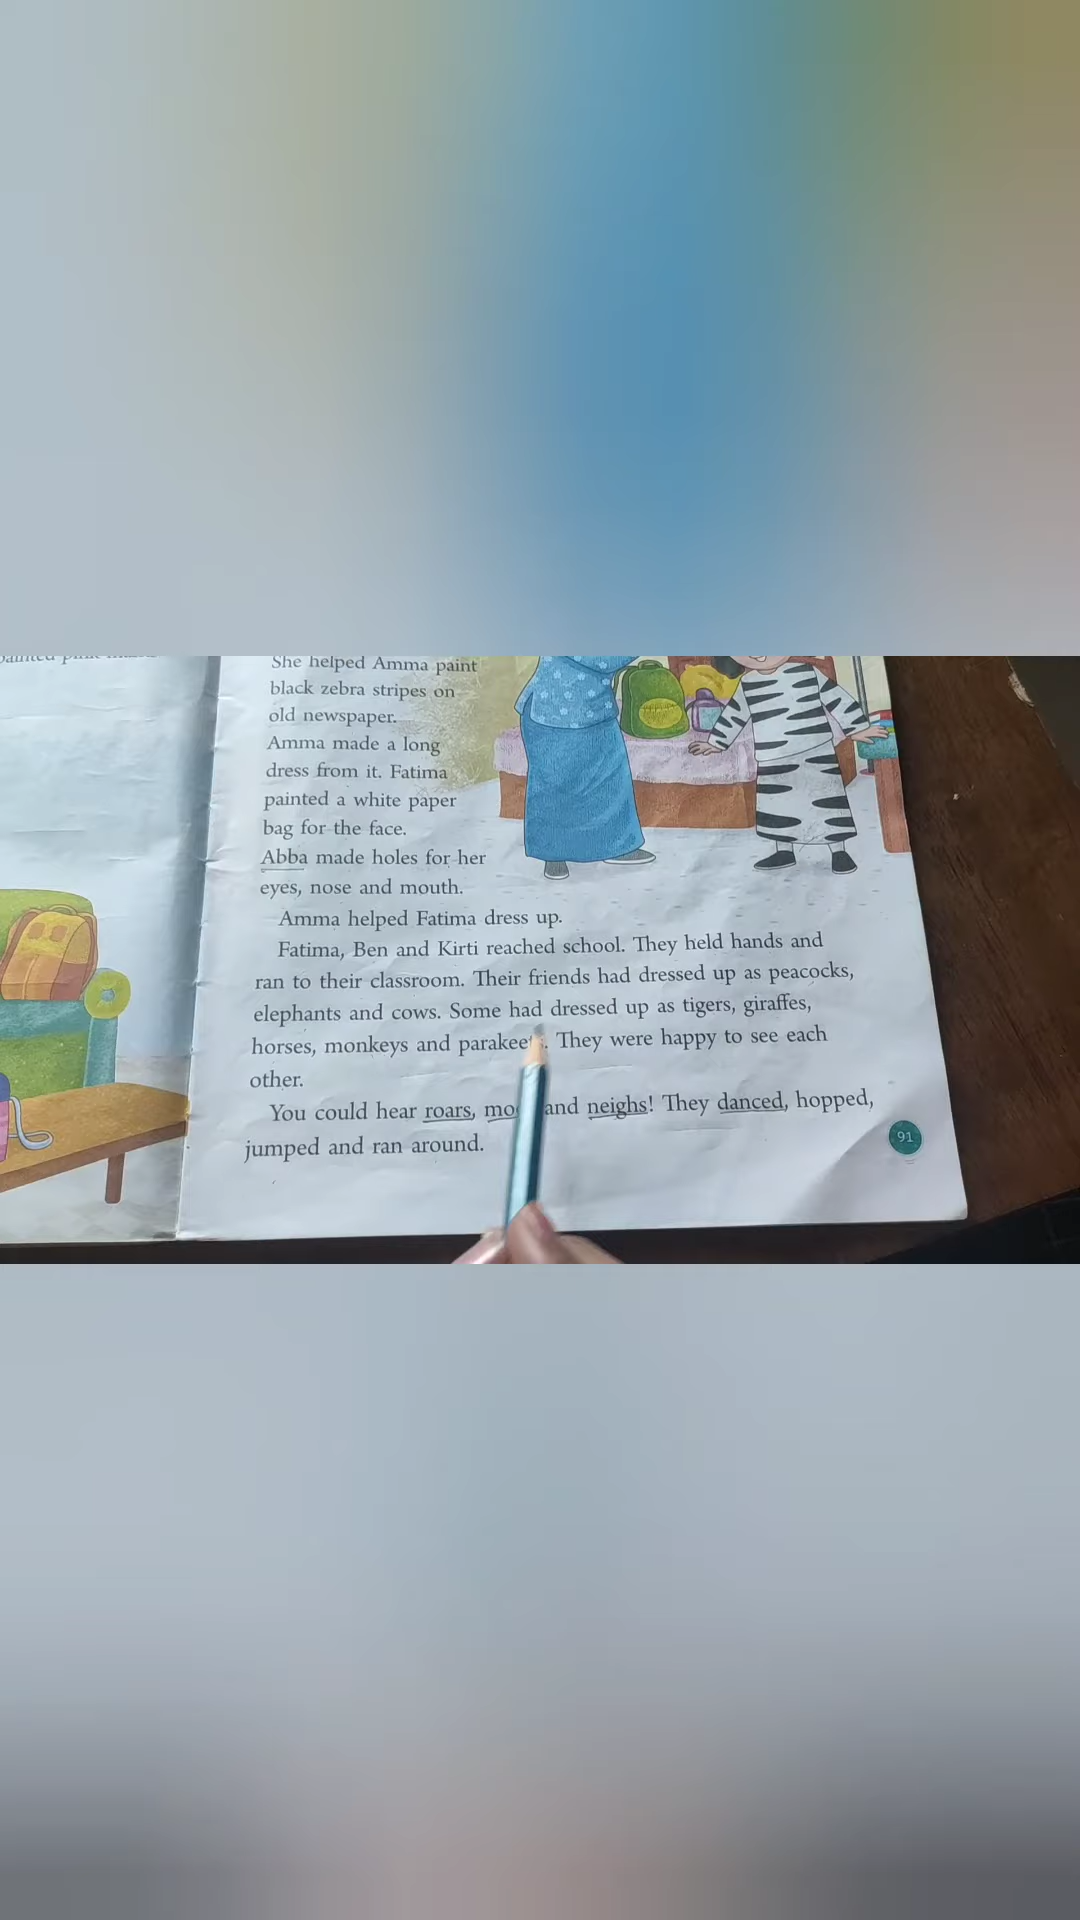 She helped Amma paint
black zebra stripes on
old newspaper.
Amma made a long
dress from it. Fatima
painted a white paper
bag for the face.
Abba made holes for her
eyes, nose and mouth.
Amma helped Fatima dress up.
Fatima, Ben and Kirti reached school. They held hands and
ran to their classroom. Their friends had dressed up as peacocks,
elephants and cows. Some had dressed up as tigers, giraffes,
horses, monkeys and parakeets. They were happy to see each
other.
You could hear roars, and neighs! They danced, hopped,
jumped and ran around.
91